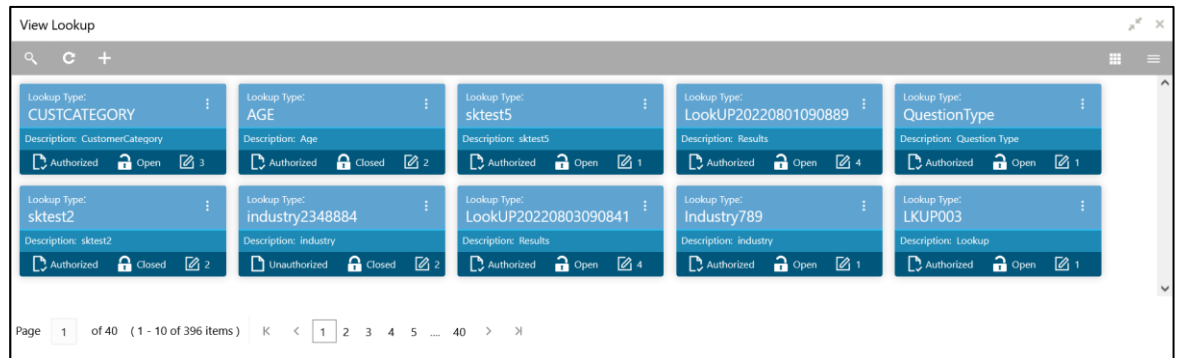 View Lookup
Lookup Type:
CUSTCATEGORY
Description: CustomerCategory
Authorized Open 3
Lookup Type:
AGE
Description: Age
Authorized Closed 2
Lookup Type:
sktest5
Description: sktest5
Authorized Open 1
Lookup Type:
LookUP20220801090889
Description: Results
Authorized Open 4
Lookup Type:
QuestionType
Description: Question Type
Authorized Open 1
Lookup Type:
sktest2
Description: sktest2
Authorized Closed 2
Lookup Type:
industry2348884
Description: industry
Unauthorized Closed 2
Lookup Type:
LookUP20220803090841
Description: Results
Authorized Open 4
Lookup Type:
Industry789
Description: industry
Authorized Open 1
Lookup Type:
LKUP003
Description: Lookup
Authorized Open 1
Page 1 of 40 ( 1 - 10 of 396 items ) 1 2 3 4 5 .... 40